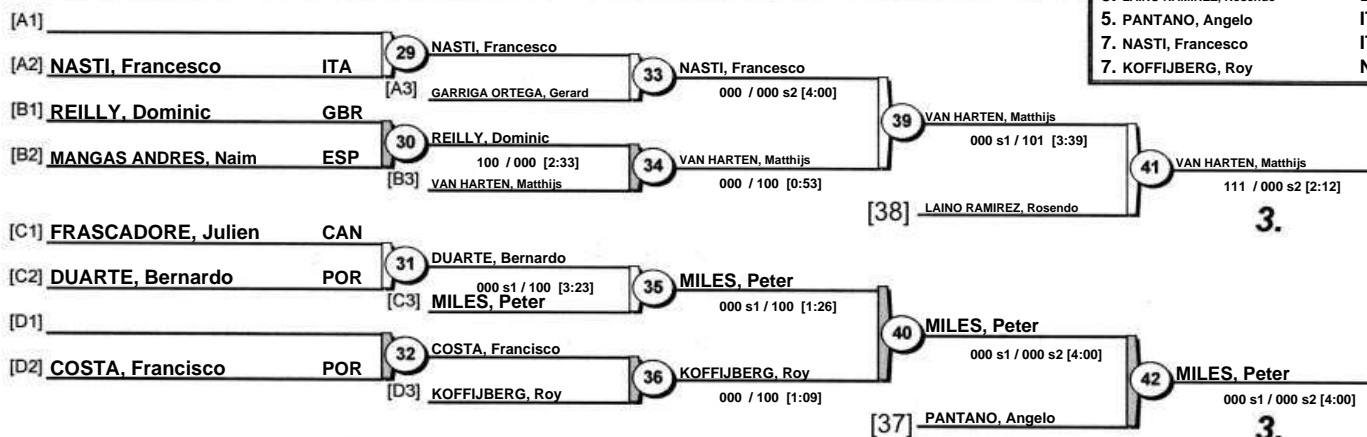 5. PANTANO, Angelo
7. NASTI, Francesco
7. KOFFIJBERG, Roy
[A1]
[A2] NASTI, Francesco ITA
29
NASTI, Francesco
[A3] GARRIGA ORTEGA, Gerard
33
NASTI, Francesco
000 / 000 s2 [4:00]
[B1] REILLY, Dominic GBR
[B2] MANGAS ANDRES, Naim ESP
30
REILLY, Dominic
100 / 000 [2:33]
[B3] VAN HARTEN, Matthijs
34
VAN HARTEN, Matthijs
000 / 100 [0:53]
39
VAN HARTEN, Matthijs
000 s1 / 101 [3:39]
[38] LAINO RAMIREZ, Rosendo
41
VAN HARTEN, Matthijs
111 / 000 s2 [2:12]
3.
[C1] FRASCADORE, Julien CAN
[C2] DUARTE, Bernardo POR
31
DUARTE, Bernardo
000 s1 / 100 [3:23]
[C3] MILES, Peter
35
MILES, Peter
000 s1 / 100 [1:26]
[D1]
[D2] COSTA, Francisco POR
32
COSTA, Francisco
[D3] KOFFIJBERG, Roy
36
KOFFIJBERG, Roy
000 / 100 [1:09]
40
MILES, Peter
000 s1 / 000 s2 [4:00]
[37] PANTANO, Angelo
42
MILES, Peter
000 s1 / 000 s2 [4:00]
3.